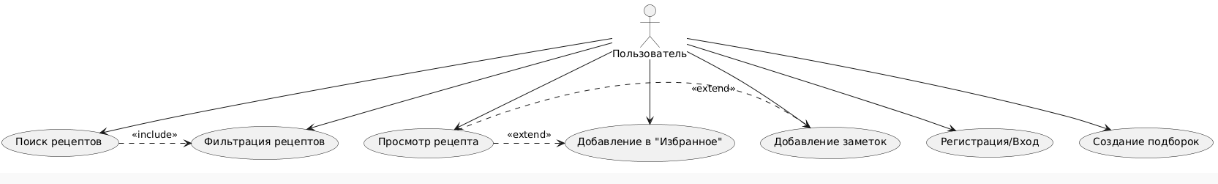 Пользователь
«extend»
«include»
«extend»
Поиск рецептов
Фильтрация рецептов
Просмотр рецепта
Добавление в "Избранное"
Добавление заметок
Регистрация/Вход
Создание подборок